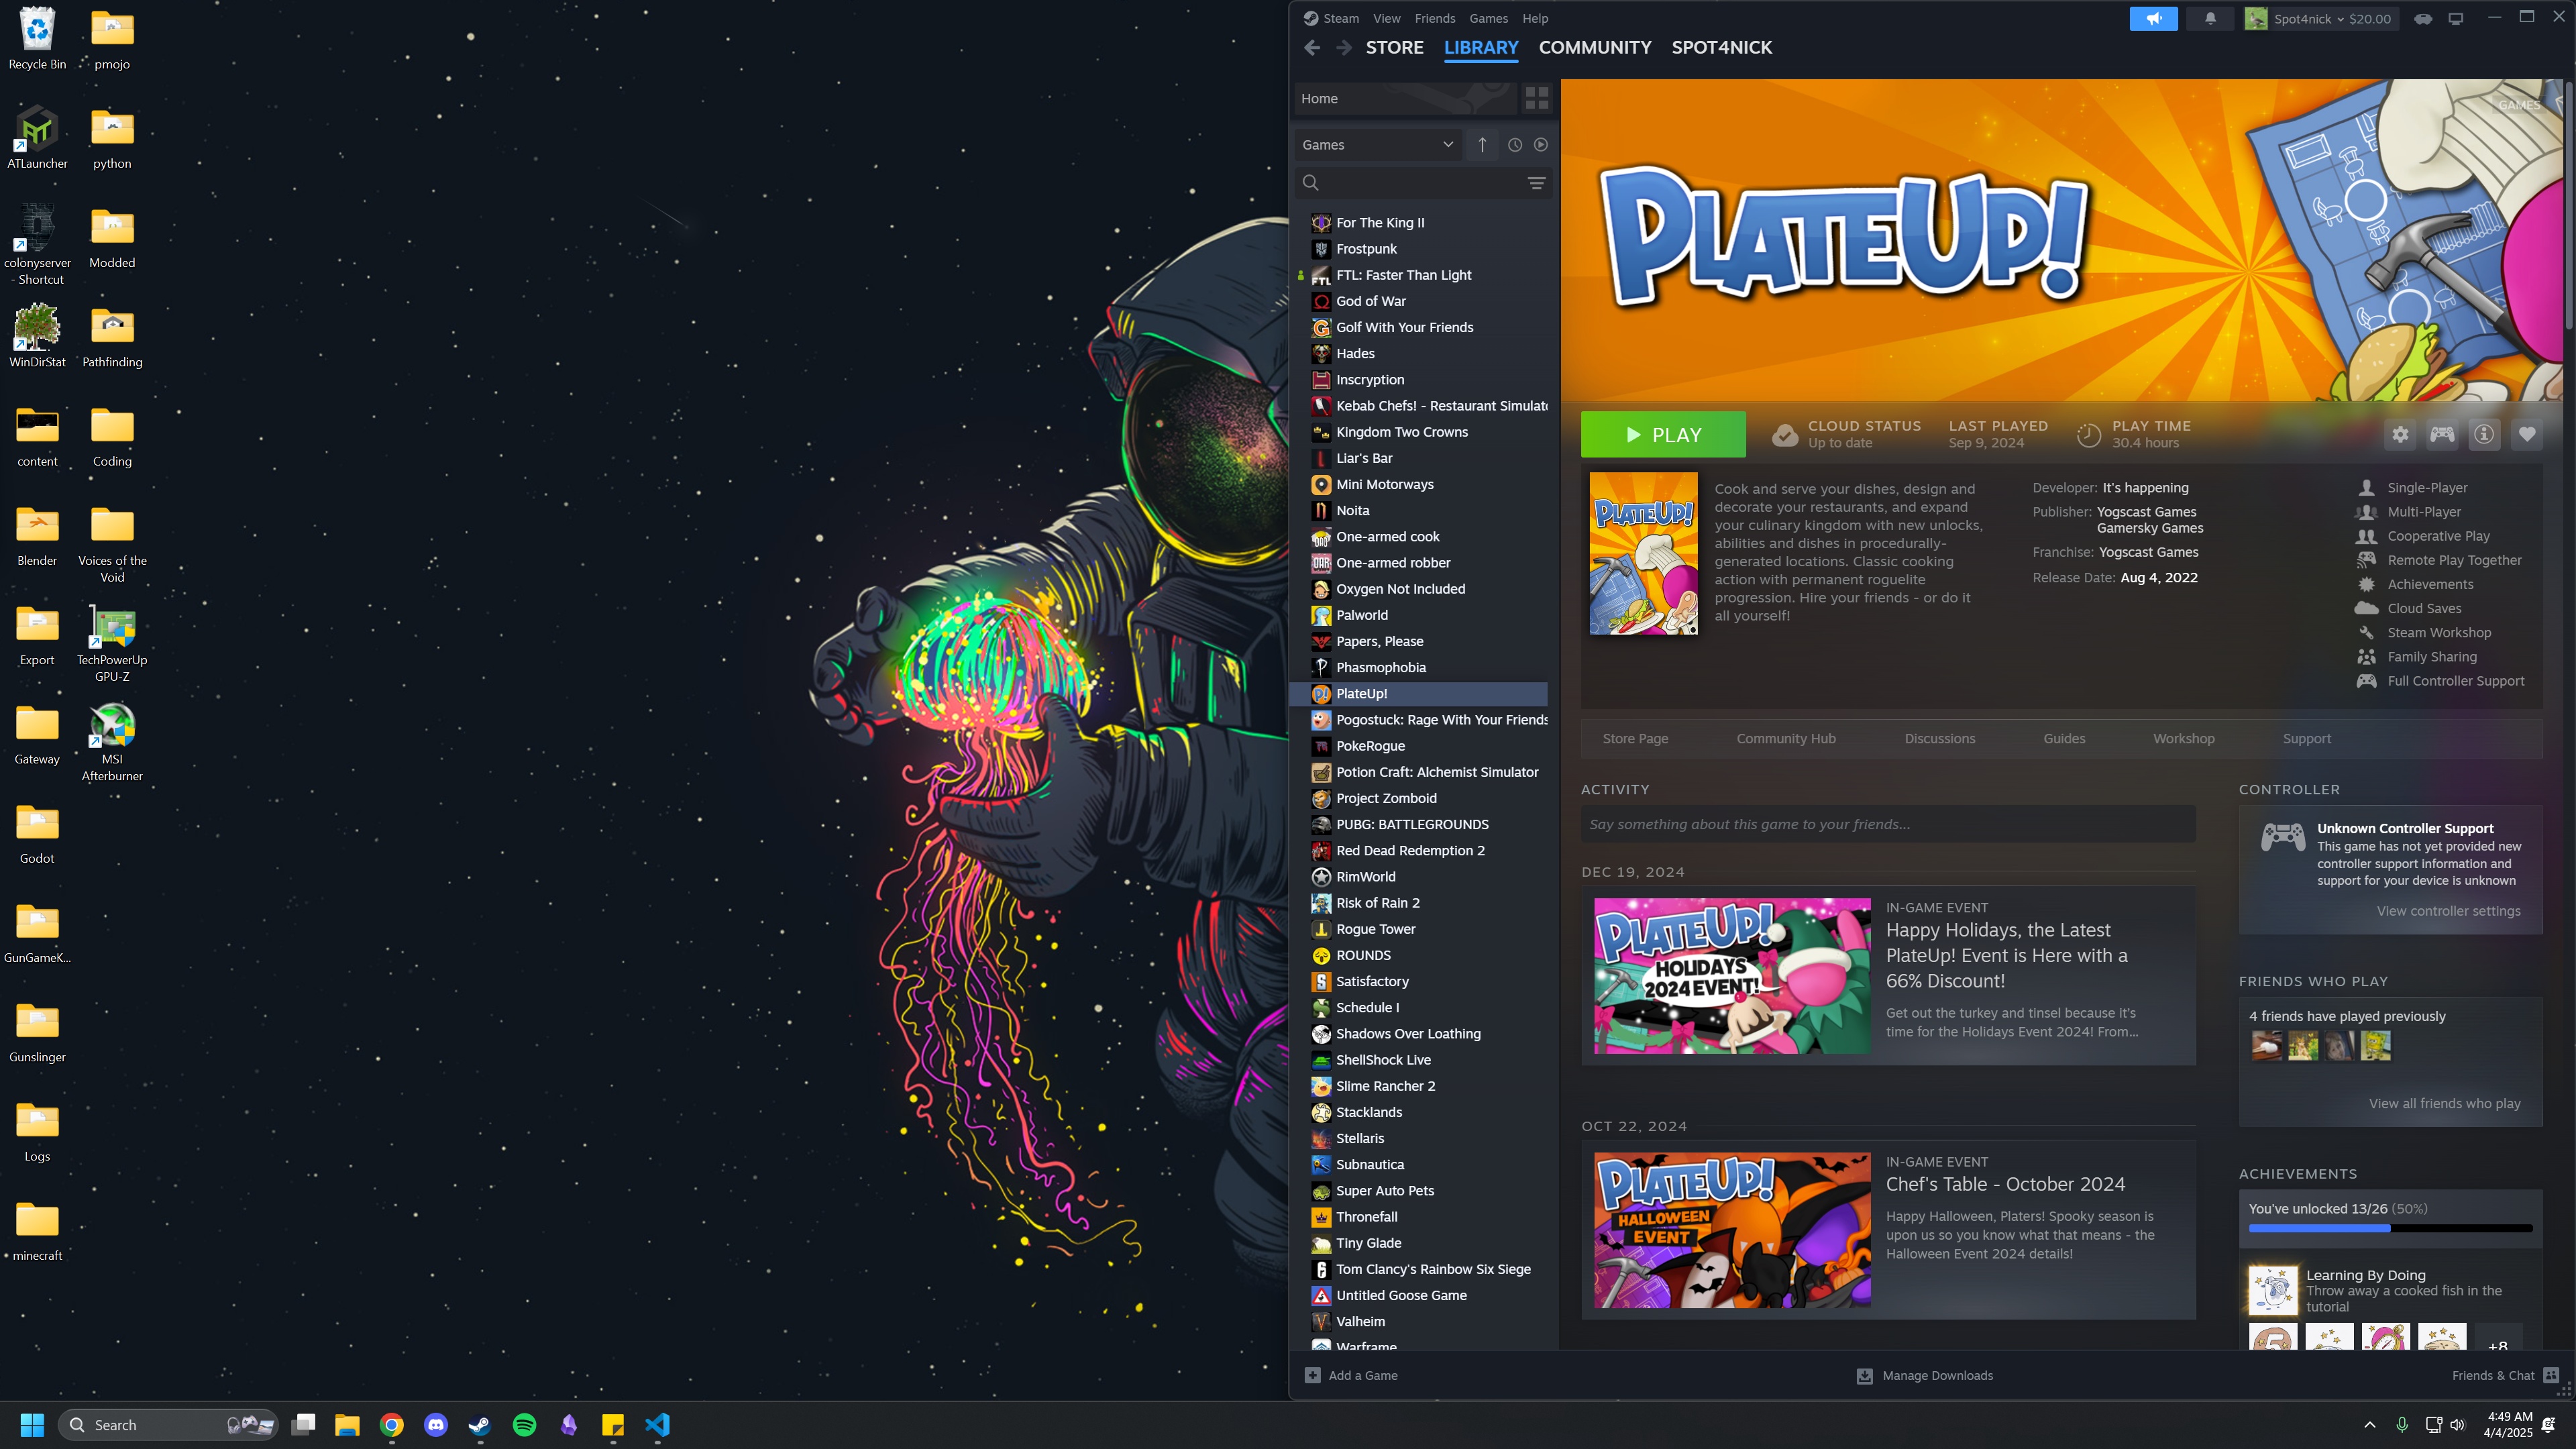 Recycle Bin
pmojo
ATLauncher
python
colonyserver
- Shortcut
Modded
WinDirStat
Pathfinding
content
Coding
Blender
Voices of the
Void
Export
TechPowerUp
GPU-Z
Gateway
MSI
Afterburner
Godot
GunGameK...
Gunslinger
Logs
minecraft
Steam View Friends Games Help
Spot4nick $20.00
STORE LIBRARY COMMUNITY SPOT4NICK
Home
Games
For The King II
Frostpunk
FTL: Faster Than Light
God of War
Golf With Your Friends
Hades
Inscryption
Kebab Chefs! - Restaurant Simulato
Kingdom Two Crowns
Liar's Bar
Mini Motorways
Noita
One-armed cook
One-armed robber
Oxygen Not Included
Palworld
Papers, Please
Phasmophobia
PlateUp!
Pogostuck: Rage With Your Friends
PokeRogue
Potion Craft: Alchemist Simulator
Project Zomboid
PUBG: BATTLEGROUNDS
Red Dead Redemption 2
RimWorld
Risk of Rain 2
Rogue Tower
ROUNDS
Satisfactory
Schedule I
Shadows Over Loathing
ShellShock Live
Slime Rancher 2
Stacklands
Stellaris
Subnautica
Super Auto Pets
Thronefall
Tiny Glade
Tom Clancy's Rainbow Six Siege
Untitled Goose Game
Valheim
Warframe
GAMES
PLATEUP!
PLAY
CLOUD STATUS
Up to date
LAST PLAYED
Sep 9, 2024
PLAY TIME
30.4 hours
PLATEUP!
Cook and serve your dishes, design and
decorate your restaurants, and expand
your culinary kingdom with new unlocks,
abilities and dishes in procedurally-
generated locations. Classic cooking
action with permanent roguelite
progression. Hire your friends - or do it
all yourself!
Developer: It's happening
Publisher: Yogscast Games
Gamersky Games
Franchise: Yogscast Games
Release Date: Aug 4, 2022
Single-Player
Multi-Player
Cooperative Play
Remote Play Together
Achievements
Cloud Saves
Steam Workshop
Family Sharing
Full Controller Support
Store Page Community Hub Discussions Guides Workshop Support
ACTIVITY
Say something about this game to your friends...
DEC 19, 2024
PLATEUP!
HOLIDAYS
2024 EVENT!
IN-GAME EVENT
Happy Holidays, the Latest
PlateUp! Event is Here with a
66% Discount!
Get out the turkey and tinsel because it's
time for the Holidays Event 2024! From...
OCT 22, 2024
PLATEUP!
HALLOWEEN
EVENT
IN-GAME EVENT
Chef's Table - October 2024
Happy Halloween, Platers! Spooky season is
upon us so you know what that means - the
Halloween Event 2024 details!
CONTROLLER
Unknown Controller Support
This game has not yet provided new
controller support information and
support for your device is unknown
View controller settings
FRIENDS WHO PLAY
4 friends have played previously
View all friends who play
ACHIEVEMENTS
You've unlocked 13/26 (50%)
Learning By Doing
Throw away a cooked fish in the
tutorial
+8
Add a Game
Manage Downloads
Friends & Chat
Search
4:49 AM
4/4/2025